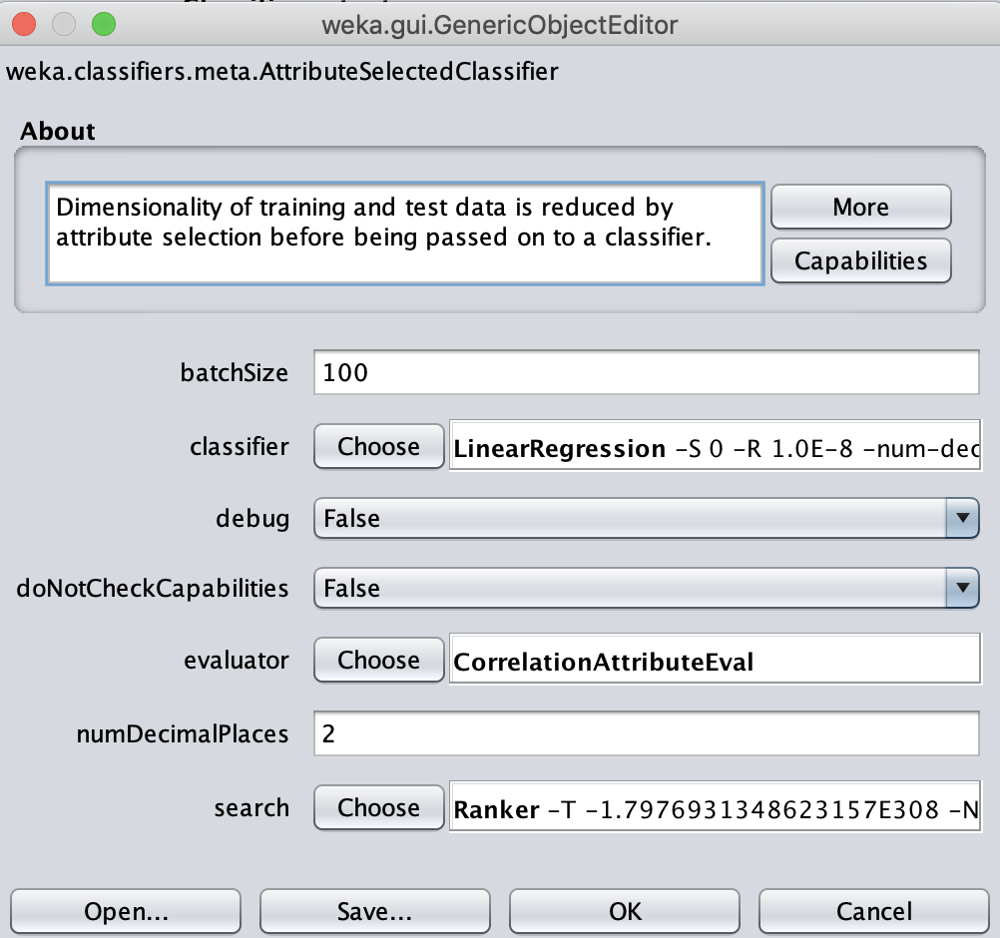 weka.gui.GenericObjectEditor
weka.classifiers.meta.AttributeSelectedClassifier
About
Dimensionality of training and test data is reduced by
attribute selection before being passed on to a classifier.
More
Capabilities
batchSize 100
classifier Choose LinearRegression -S 0 -R 1.0E-8 -num-dec
debug False
doNotCheckCapabilities False
evaluator Choose CorrelationAttributeEval
numDecimalPlaces 2
search Choose Ranker -T -1.7976931348623157E308 -N
Open... Save... OK Cancel